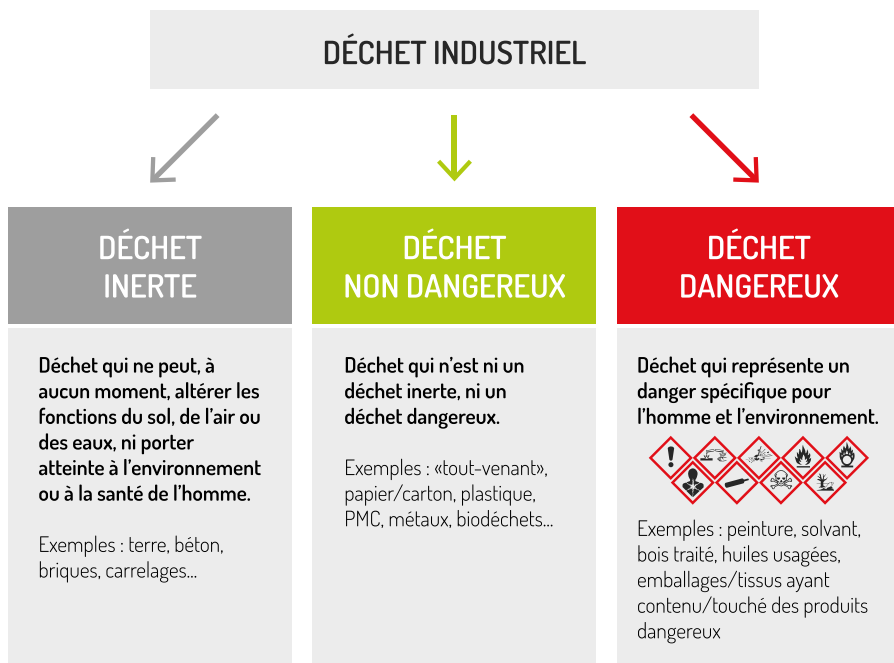 DÉCHET INDUSTRIEL
DÉCHET
INERTE
Déchet qui ne peut, à
aucun moment, altérer les
fonctions du sol, de l'air ou
des eaux, ni porter
atteinte à l'environnement
ou à la santé de l'homme.
Exemples : terre, béton,
briques, carrelages...
DÉCHET
NON DANGEREUX
Déchet qui n'est ni un
déchet inerte, ni un
déchet dangereux.
Exemples : «tout-venant»,
papier/carton, plastique,
PMC, métaux, biodéchets...
DÉCHET
DANGEREUX
Déchet qui représente un
danger spécifique pour
l'homme et l'environnement.
Exemples : peinture, solvant,
bois traité, huiles usagées,
emballages/tissus ayant
contenu/touché des produits
dangereux